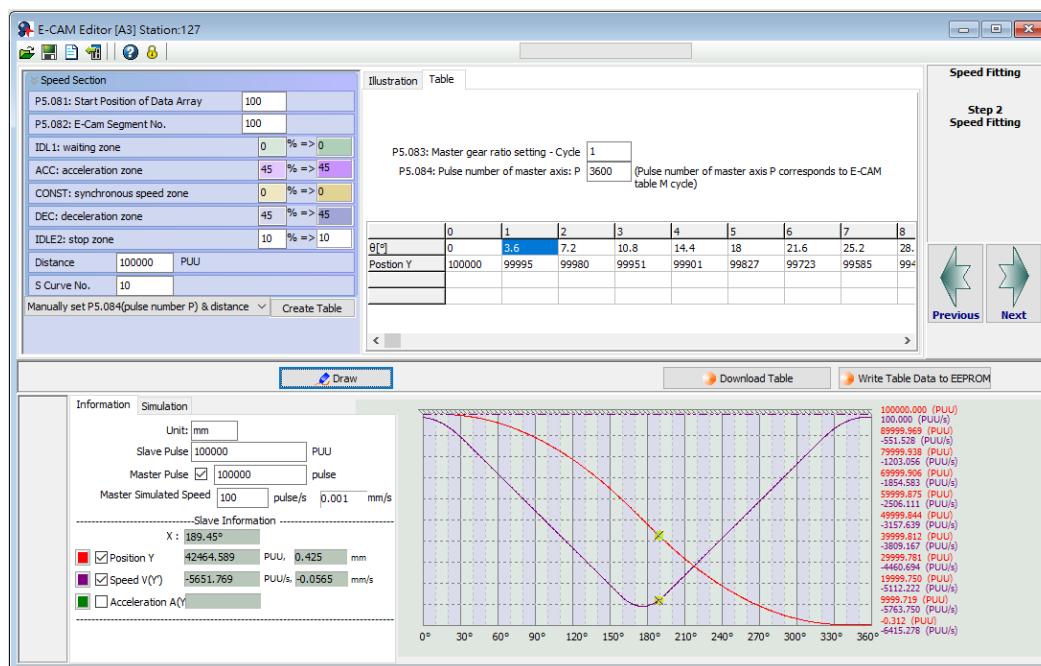 E-CAM Editor [A3] Station:127
Speed Section
P5.081: Start Position of Data Array 100
P5.082: E-Cam Segment No. 100
IDL1: waiting zone 0 % => 0
ACC: acceleration zone 45 % => 45
CONST: synchronous speed zone 0 % => 0
DEC: deceleration zone 45 % => 45
IDLE2: stop zone 10 % => 10
Distance 100000 PUU
S Curve No. 10
Manually set P5.084(pulse number P) & distance Create Table
Illustration Table
P5.083: Master gear ratio setting - Cycle 1
P5.084: Pulse number of master axis: P 3600 (Pulse number of master axis P corresponds to E-CAM
table M cycle)
0 1 2 3 4 5 6 7 8
θ[°] 0 3.6 7.2 10.8 14.4 18 21.6 25.2 28.
Postion Y 100000 99995 99980 99951 99901 99827 99723 99585 994
Speed Fitting
Step 2
Speed Fitting
Previous Next
Draw Download Table Write Table Data to EEPROM
Information Simulation
Unit: mm
Slave Pulse 100000 PUU
Master Pulse 100000 pulse
Master Simulated Speed 100 pulse/s 0.001 mm/s
Slave Information
X : 189.45°
Position Y 42464.589 PUU, 0.425 mm
Speed V(Y') -5651.769 PUU/s, -0.0565 mm/s
Acceleration A(Y
100000.000 (PUU)
100.000 (PUU/s)
89999.969 (PUU)
-551.528 (PUU/s)
79999.938 (PUU)
-1203.056 (PUU/s)
69999.906 (PUU)
-1854.583 (PUU/s)
59999.875 (PUU)
-2506.111 (PUU/s)
49999.844 (PUU)
-3157.639 (PUU/s)
39999.812 (PUU)
-3809.167 (PUU/s)
29999.781 (PUU)
-4460.694 (PUU/s)
19999.750 (PUU)
-5112.222 (PUU/s)
9999.719 (PUU)
-5763.750 (PUU/s)
-0.312 (PUU)
-6415.278 (PUU/s)
0° 30° 60° 90° 120° 150° 180° 210° 240° 270° 300° 330° 360°